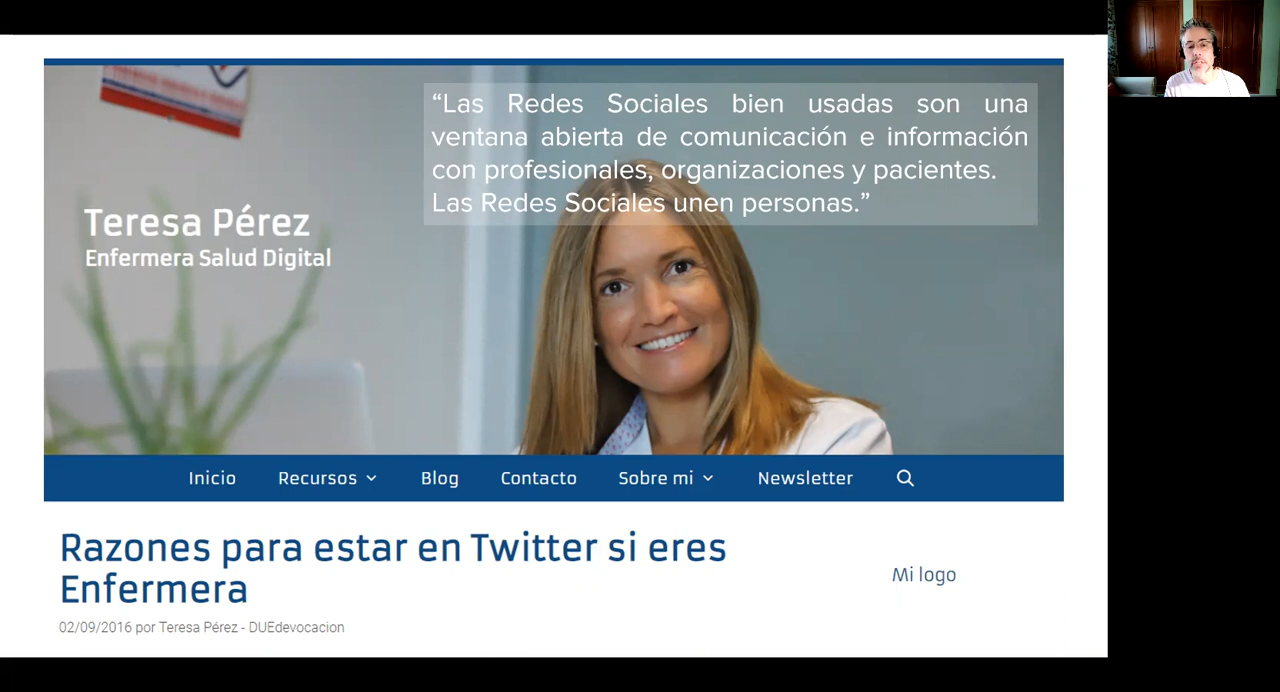 “Las Redes Sociales bien usadas son una
ventana abierta de comunicación e información
con profesionales, organizaciones y pacientes.
Las Redes Sociales unen personas.”
Teresa Pérez
Enfermera Salud Digital
Inicio
Recursos
Blog
Contacto
Sobre mi
Newsletter
Razones para estar en Twitter si eres
Enfermera
Mi logo
02/09/2016 por Teresa Pérez - DUEdevocacion